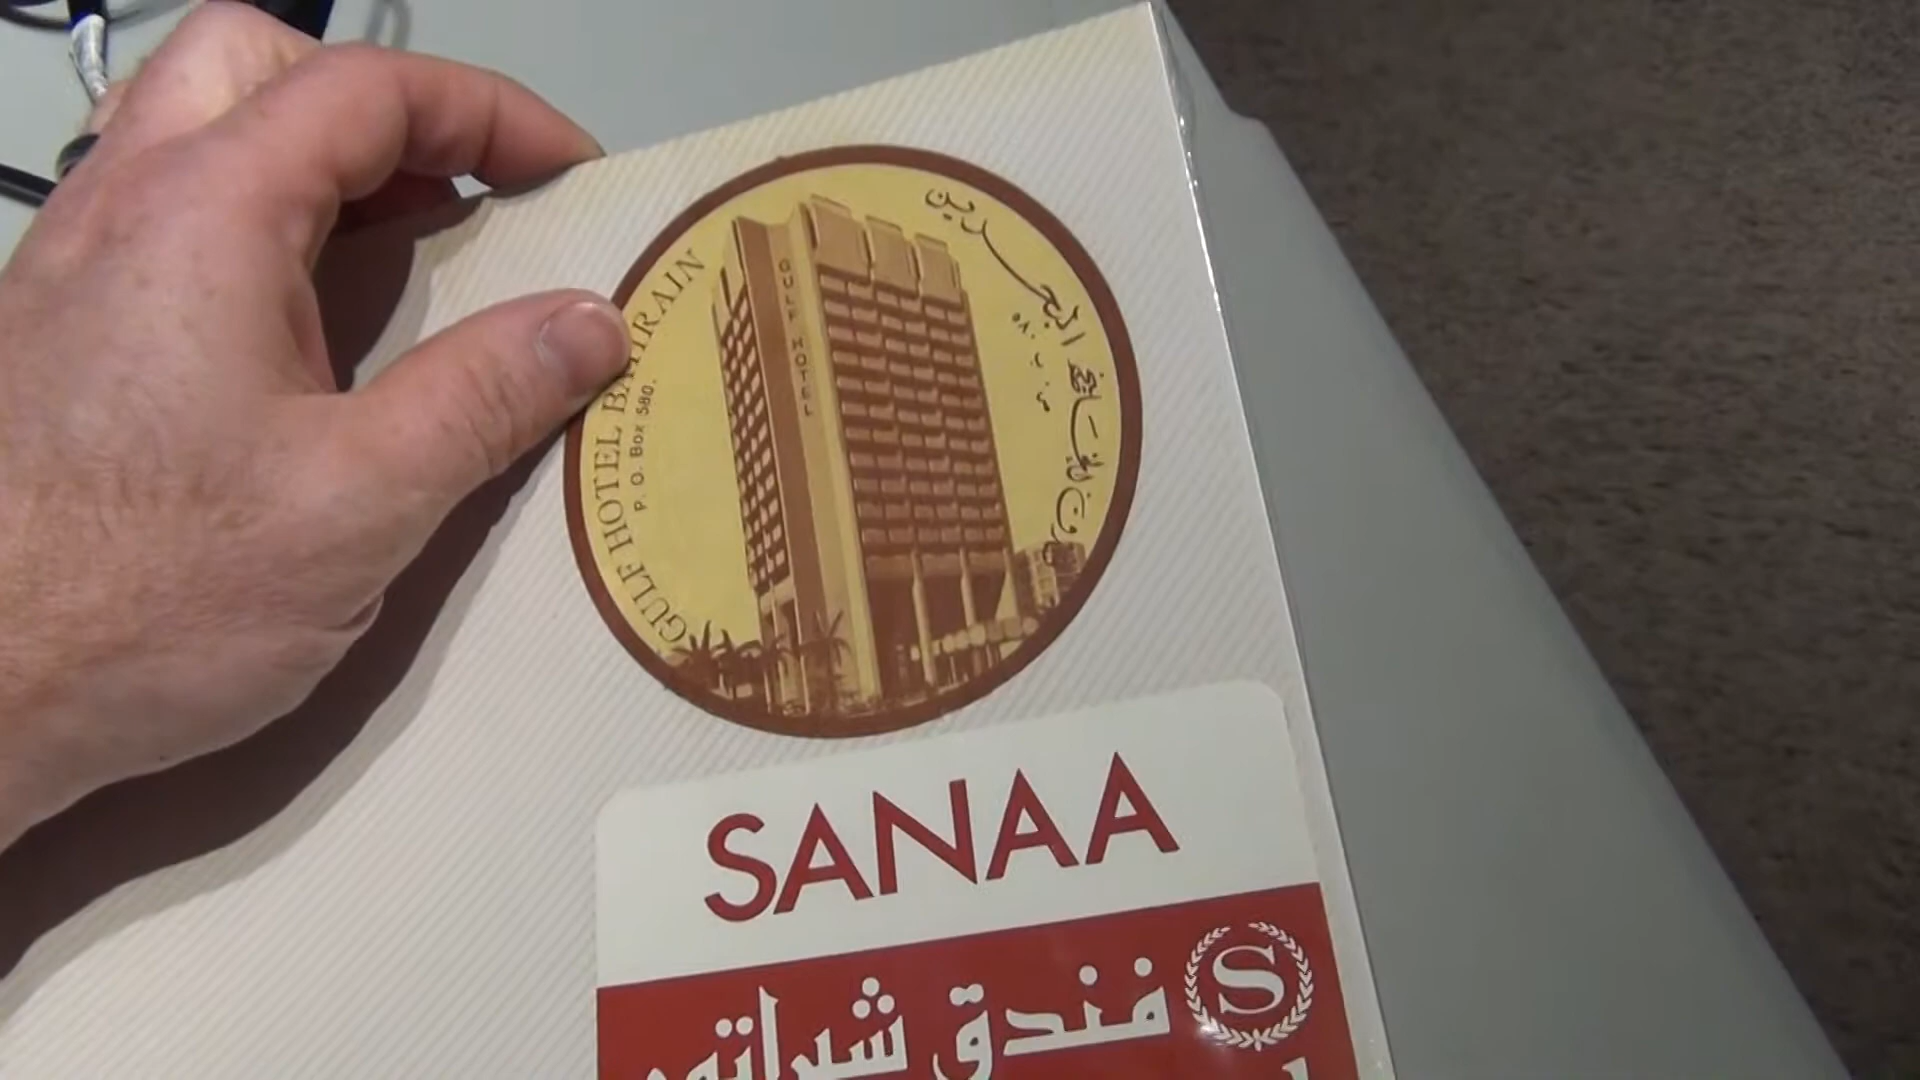 GULF HOTEL BAHRAIN
P. O. Box 580.
GULF HOTEL
فندق الخليج البحرين
ص . ب . ٥٨٠
SANAA
فندق شيراتون
S